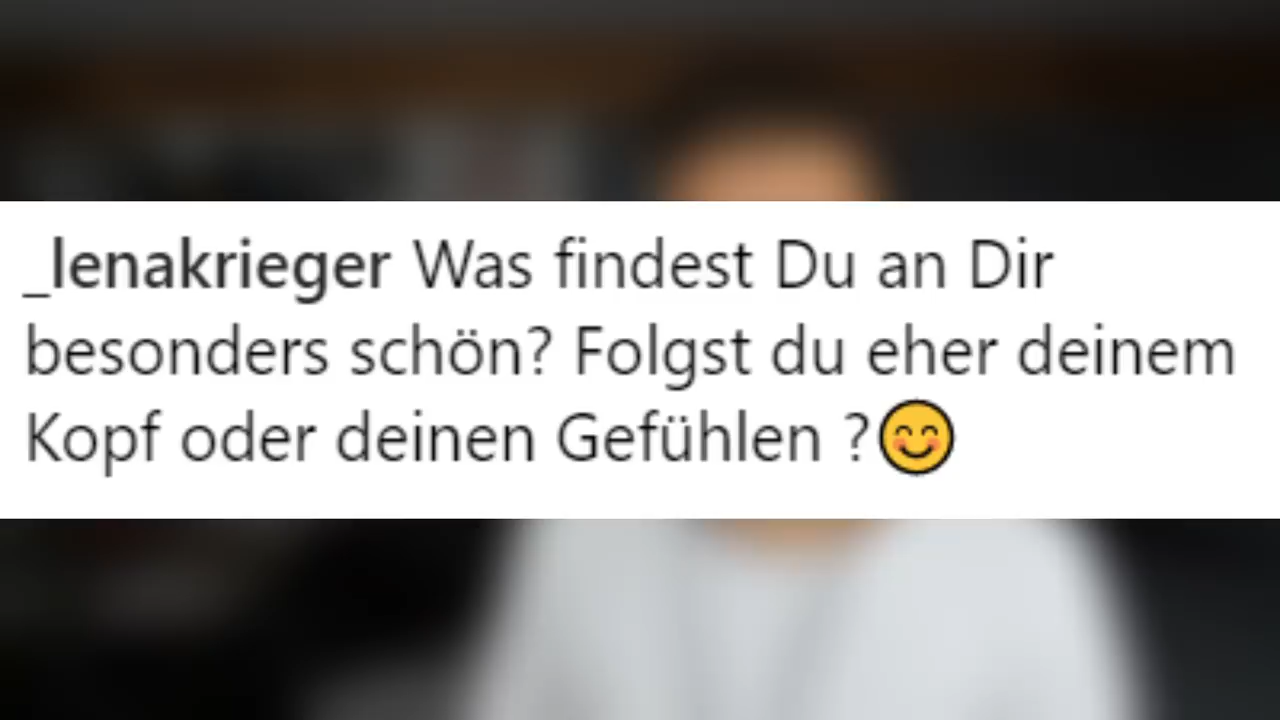 _lenakrieger Was findest Du an Dir
besonders schön? Folgst du eher deinem
Kopf oder deinen Gefühlen ?😊